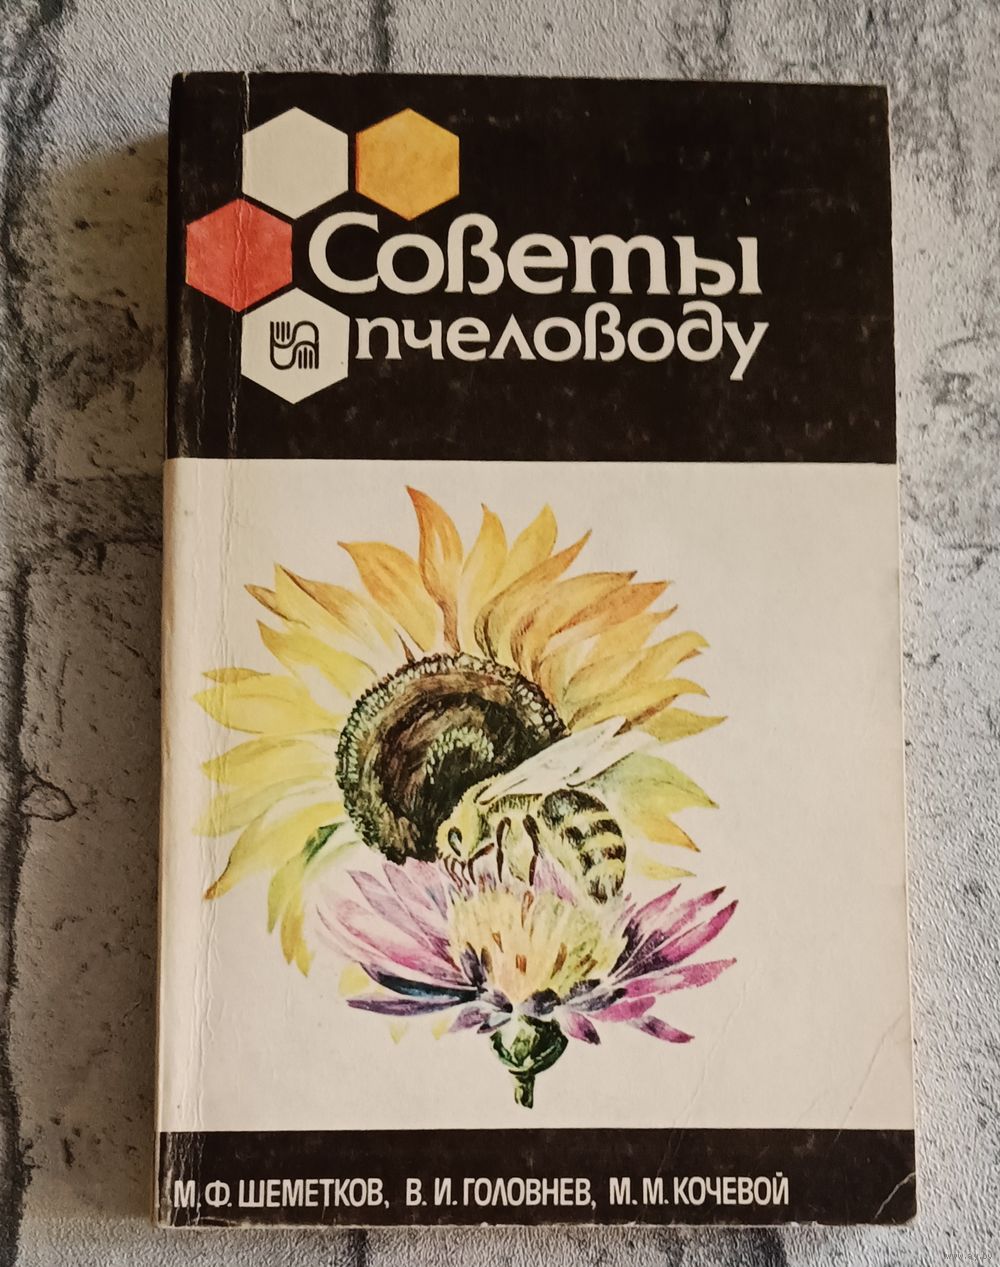 Советы
пчеловоду
М.Ф.ШЕМЕТКОВ, В.И.ГОЛОВНЕВ, М.М.КОЧЕВОЙ